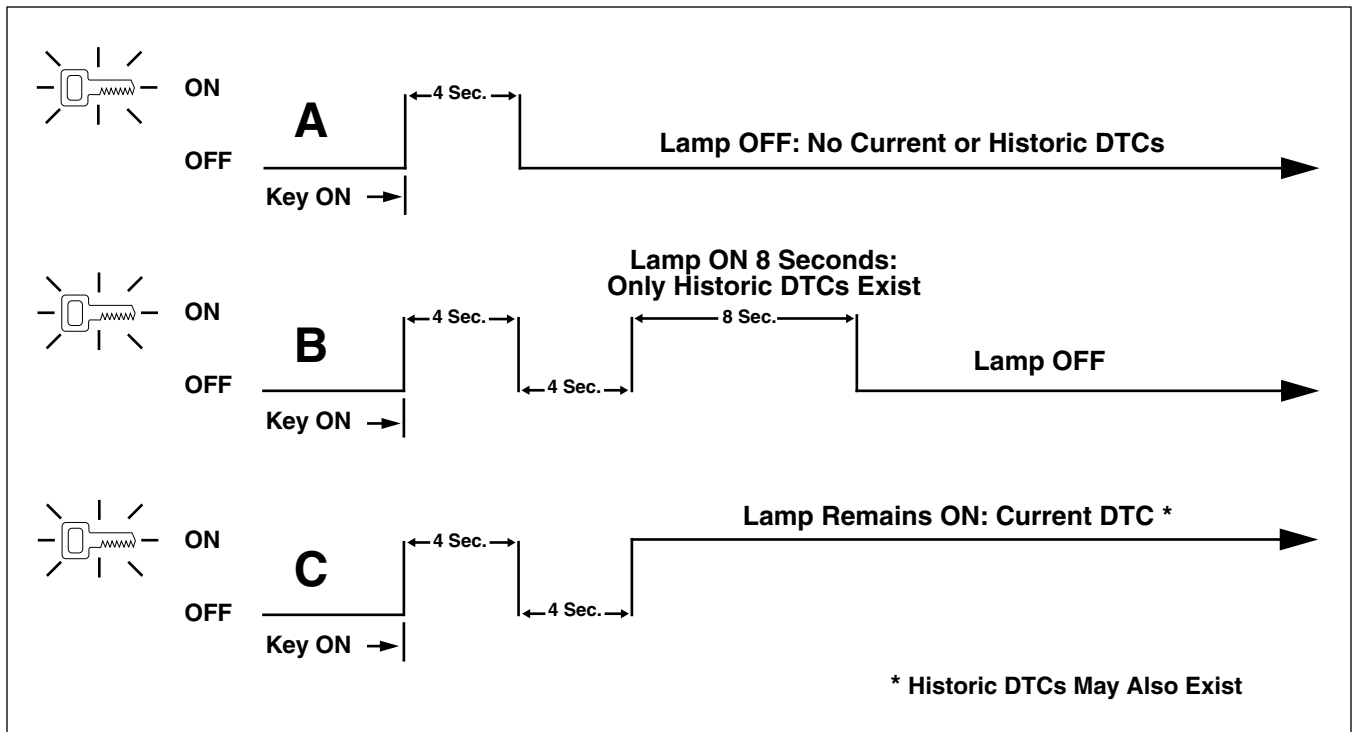 ON
A
4 Sec.
OFF
Lamp OFF: No Current or Historic DTCs
Key ON
Lamp ON 8 Seconds:
Only Historic DTCs Exist
ON
B
4 Sec.
8 Sec.
OFF
4 Sec.
Lamp OFF
Key ON
Lamp Remains ON: Current DTC *
ON
C
4 Sec.
OFF
4 Sec.
Key ON
* Historic DTCs May Also Exist